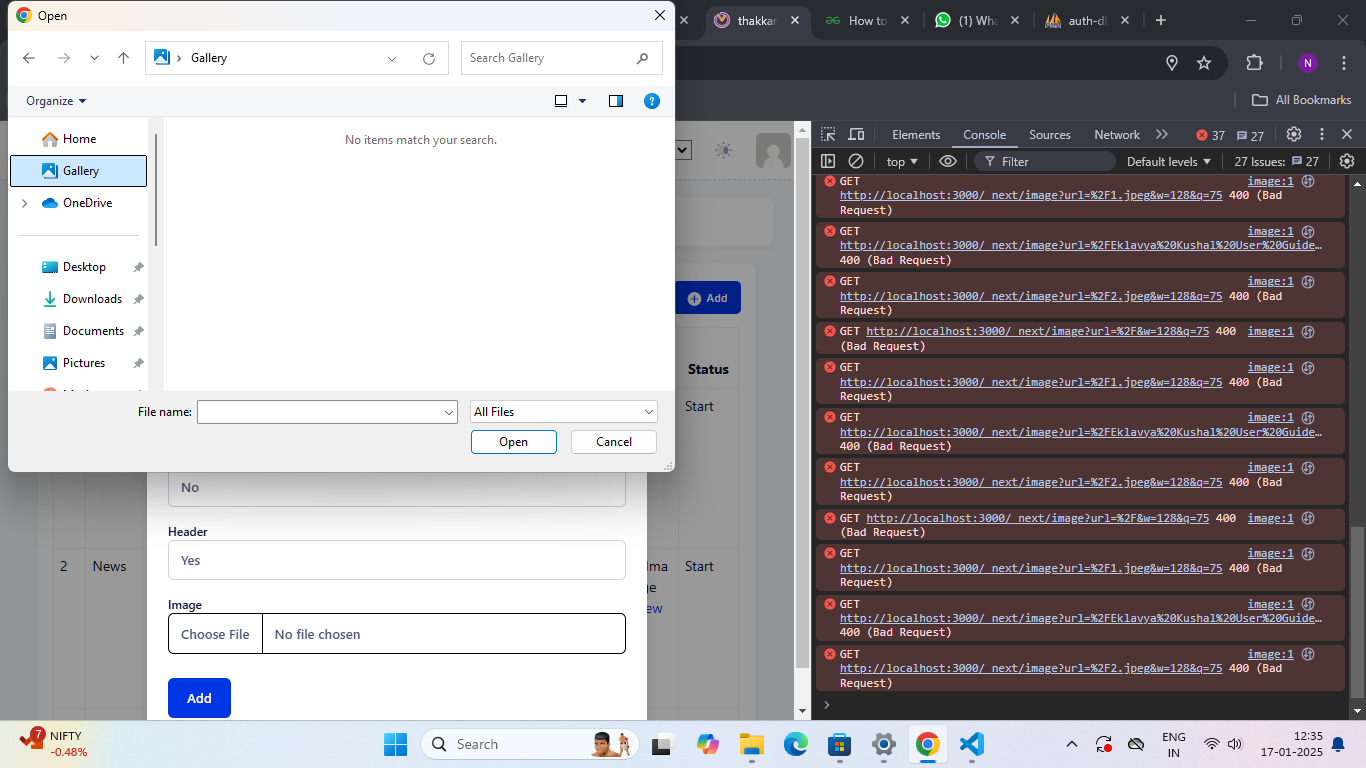 Open
thakkar
How to
(1) Wha
auth-db
Gallery
Search Gallery
N
Organize
All Bookmarks
Home
Gallery
OneDrive
Desktop
Downloads
Documents
Pictures
No items match your search.
File name:
All Files
Open
Cancel
Add
Status
Start
No
Header
Yes
2
News
Start
Image
Choose File
No file chosen
Add
Elements
Console
Sources
Network
37
27
top
Filter
Default levels
27 Issues:
27
GET
image:1
http://localhost:3000/_next/image?url=%2F1.jpeg&w=128&q=75 400 (Bad
Request)
GET
image:1
http://localhost:3000/_next/image?url=%2FEklavya%20Kushal%20User%20Guide…
400 (Bad Request)
GET
image:1
http://localhost:3000/_next/image?url=%2F2.jpeg&w=128&q=75 400 (Bad
Request)
GET http://localhost:3000/_next/image?url=%2F&w=128&q=75 400
image:1
(Bad Request)
GET
image:1
http://localhost:3000/_next/image?url=%2F1.jpeg&w=128&q=75 400 (Bad
Request)
GET
image:1
http://localhost:3000/_next/image?url=%2FEklavya%20Kushal%20User%20Guide…
400 (Bad Request)
GET
image:1
http://localhost:3000/_next/image?url=%2F2.jpeg&w=128&q=75 400 (Bad
Request)
GET http://localhost:3000/_next/image?url=%2F&w=128&q=75 400
image:1
(Bad Request)
GET
image:1
http://localhost:3000/_next/image?url=%2F1.jpeg&w=128&q=75 400 (Bad
Request)
GET
image:1
http://localhost:3000/_next/image?url=%2FEklavya%20Kushal%20User%20Guide…
400 (Bad Request)
GET
image:1
http://localhost:3000/_next/image?url=%2F2.jpeg&w=128&q=75 400 (Bad
Request)
7
NIFTY
-0.48%
Search
ENG
IN
12:35
17-01-2025